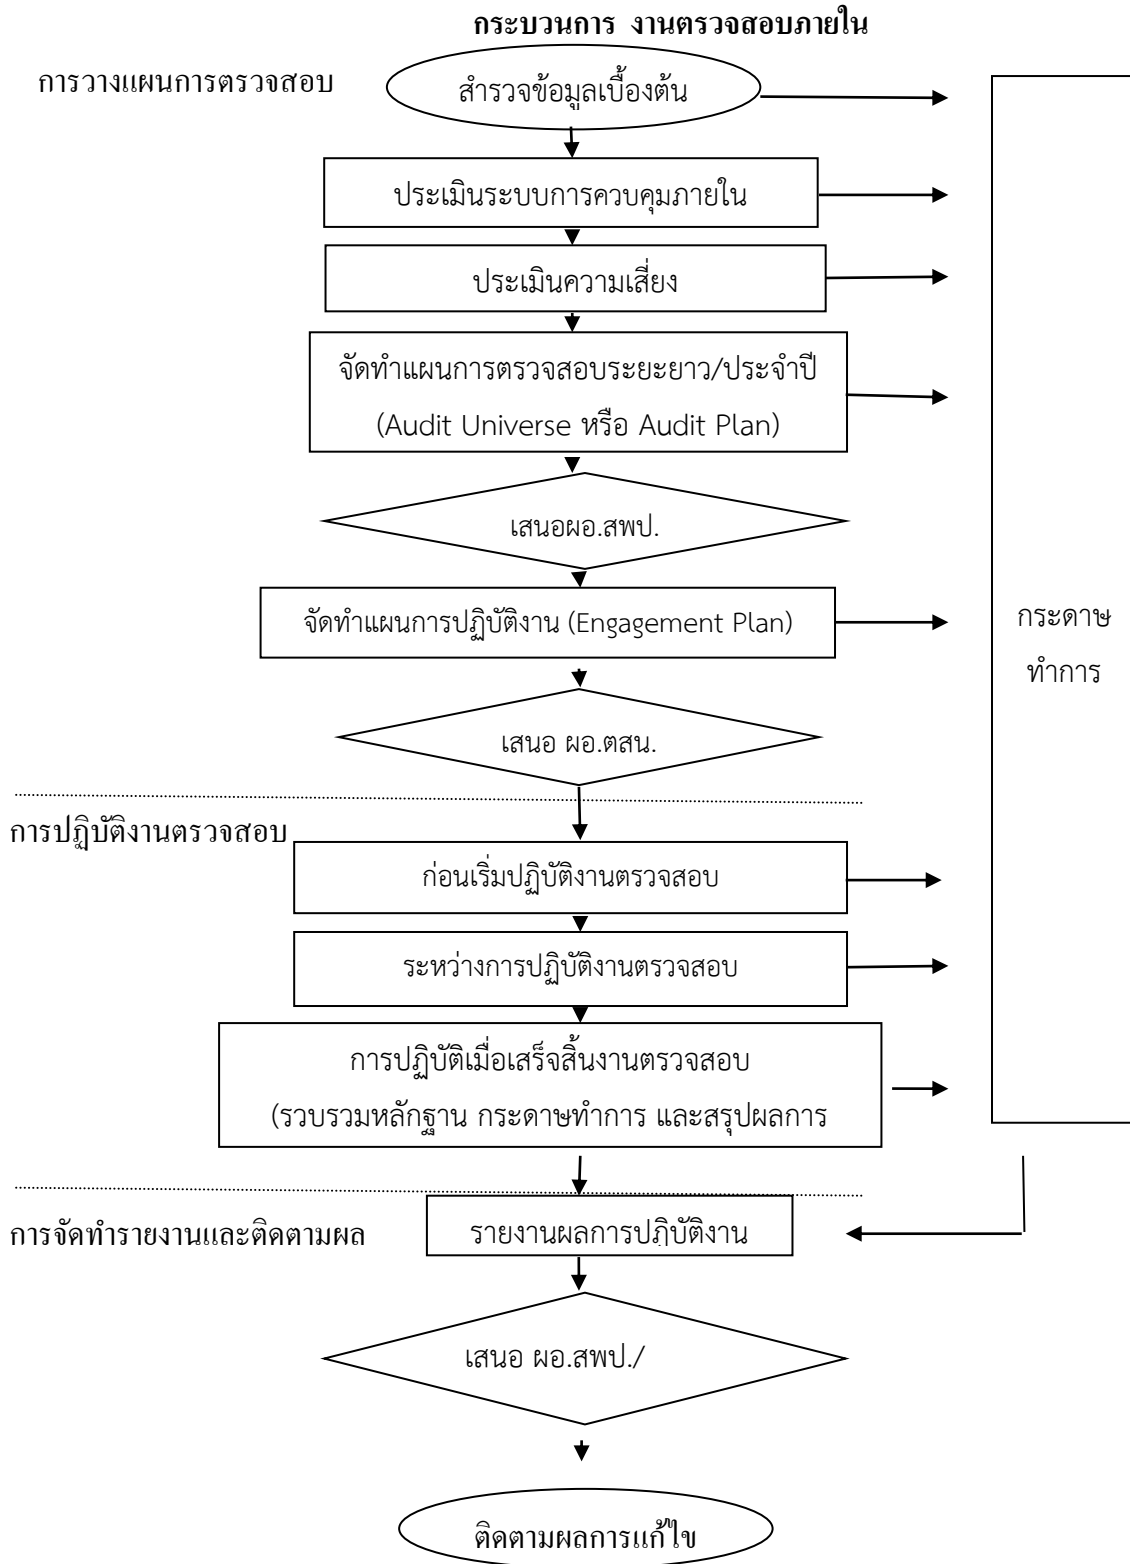 กระบวนการ งานตรวจสอบภายใน
การวางแผนการตรวจสอบ
สำรวจข้อมูลเบื้องต้น
ประเมินระบบการควบคุมภายใน
ประเมินความเสี่ยง
จัดทำแผนการตรวจสอบระยะยาว/ประจำปี
(Audit Universe หรือ Audit Plan)
เสนอผอ.สพป.
จัดทำแผนการปฏิบัติงาน (Engagement Plan)
กระดาษ
ทำการ
เสนอ ผอ.ตสน.
การปฏิบัติงานตรวจสอบ
ก่อนเริ่มปฏิบัติงานตรวจสอบ
ระหว่างการปฏิบัติงานตรวจสอบ
การปฏิบัติเมื่อเสร็จสิ้นงานตรวจสอบ
(รวบรวมหลักฐาน กระดาษทำการ และสรุปผลการ
การจัดทำรายงานและติดตามผล
รายงานผลการปฏิบัติงาน
เสนอ ผอ.สพป./
ติดตามผลการแก้ไข